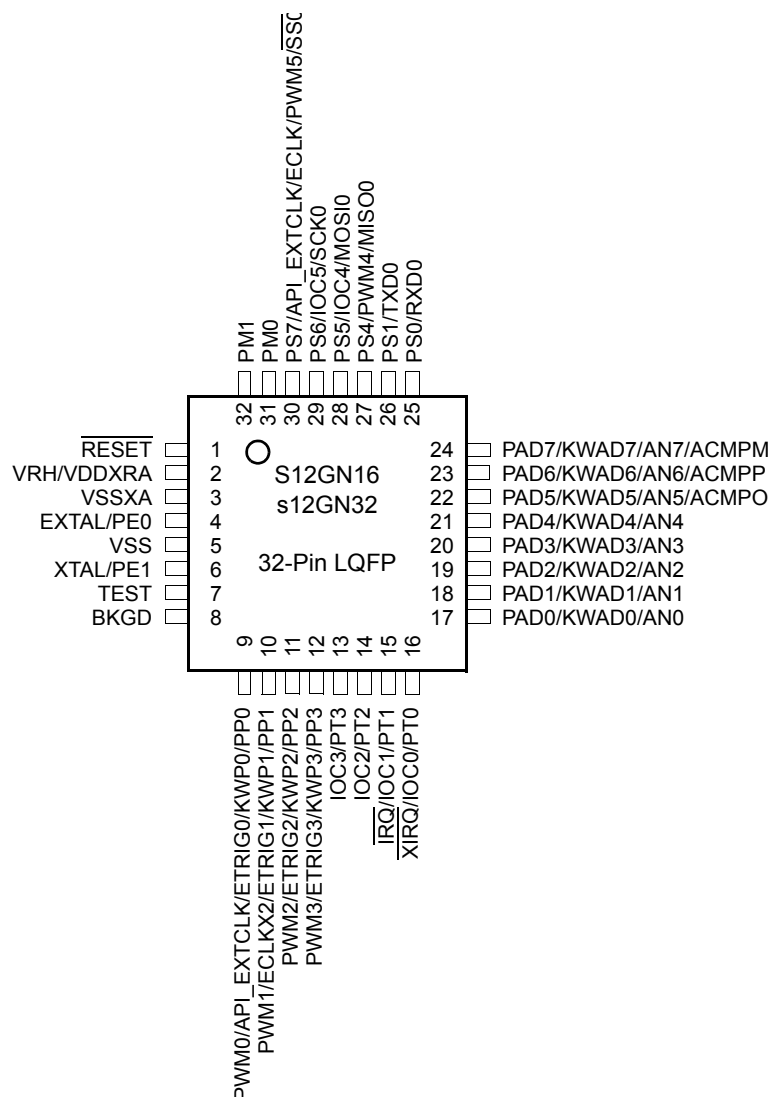 PS7/API_EXTCLK/ECLK/PWM5/SS0
PS6/IOC5/SCK0
PS5/IOC4/MOSI0
PS4/PWM4/MISO0
PS1/TXD0
PS0/RXD0
PM1
PM0
32
31
30
29
28
27
26
25
RESET 1
VRH/VDDXRA 2
VSSXA 3
EXTAL/PE0 4
VSS 5
XTAL/PE1 6
TEST 7
BKGD 8
S12GN16
s12GN32
32-Pin LQFP
24 PAD7/KWAD7/AN7/ACMPM
23 PAD6/KWAD6/AN6/ACMPP
22 PAD5/KWAD5/AN5/ACMPO
21 PAD4/KWAD4/AN4
20 PAD3/KWAD3/AN3
19 PAD2/KWAD2/AN2
18 PAD1/KWAD1/AN1
17 PAD0/KWAD0/AN0
9
10
11
12
13
14
15
16
PWM0/API_EXTCLK/ETRIG0/KWP0/PP0
PWM1/ECLKX2/ETRIG1/KWP1/PP1
PWM2/ETRIG2/KWP2/PP2
PWM3/ETRIG3/KWP3/PP3
IOC3/PT3
IOC2/PT2
IRQ/IOC1/PT1
XIRQ/IOC0/PT0